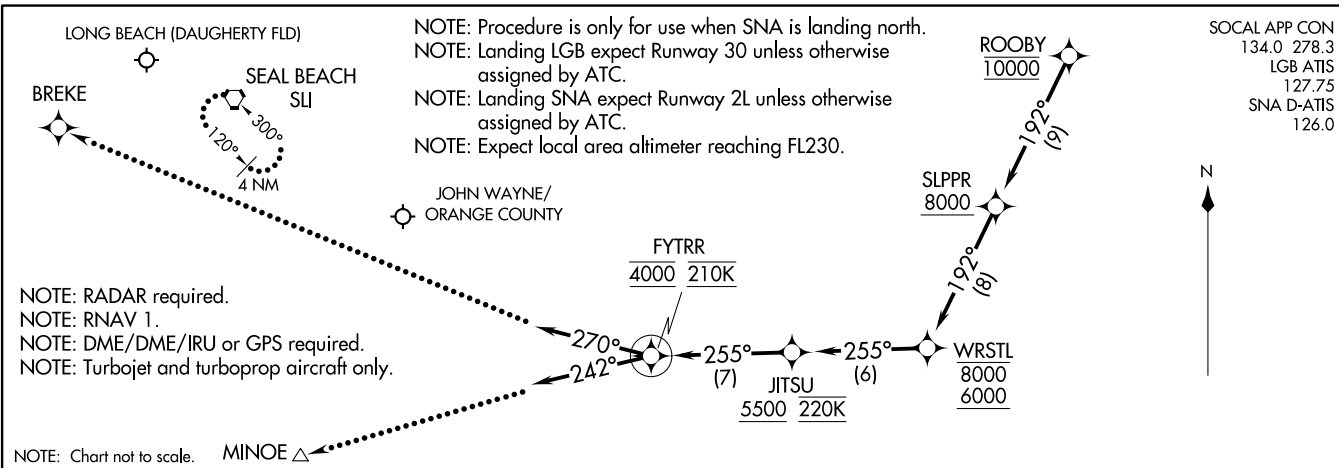 LONG BEACH (DAUGHERTY FLD)
SEAL BEACH
SLI
BREKE
300°
120°
4 NM
NOTE: Procedure is only for use when SNA is landing north.
NOTE: Landing LGB expect Runway 30 unless otherwise
assigned by ATC.
NOTE: Landing SNA expect Runway 2L unless otherwise
assigned by ATC.
NOTE: Expect local area altimeter reaching FL230.
ROOBY
10000
SOCAL APP CON
134.0 278.3
LGB ATIS
127.75
SNA D-ATIS
126.0
192°
(9)
SLPPR
8000
N
JOHN WAYNE/
ORANGE COUNTY
192°
(8)
FYTRR
4000 210K
NOTE: RADAR required.
NOTE: RNAV 1.
NOTE: DME/DME/IRU or GPS required.
NOTE: Turbojet and turboprop aircraft only.
270°
242°
255°
(7)
JITSU
5500 220K
255°
(6)
WRSTL
8000
6000
NOTE: Chart not to scale.
MINOE